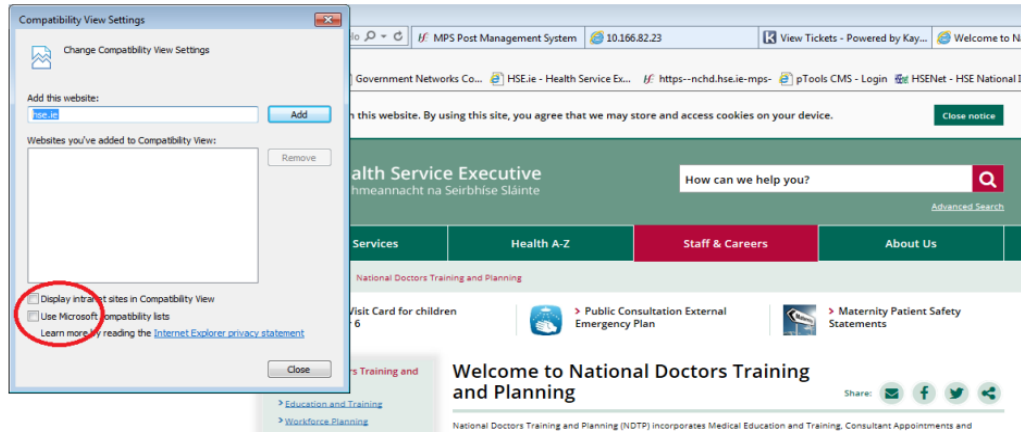 Compatibility View Settings
Change Compatibility View Settings
Add this website:
hse.ie
Add
Websites you've added to Compatibility View:
Remove
Display intranet sites in Compatibility View
Use Microsoft compatibility lists
Learn more by reading the Internet Explorer privacy statement
Close
MPS Post Management System
10.166.82.23
View Tickets - Powered by Kay...
Welcome to Na
Government Networks Co...
HSE.ie - Health Service Ex...
https--nchd.hse.ie-mps-
pTools CMS - Login
HSENet - HSE National I
this website. By using this site, you agree that we may store and access cookies on your device.
Close notice
alth Service Executive
hmeannacht na Seirbhíse Sláinte
How can we help you?
Advanced Search
Services
Health A-Z
Staff & Careers
About Us
National Doctors Training and Planning
Visit Card for children
6
> Public Consultation External
Emergency Plan
> Maternity Patient Safety
Statements
rs Training and
> Education and Training
> Workforce Planning
Welcome to National Doctors Training
and Planning
Share:
National Doctors Training and Planning (NDTP) incorporates Medical Education and Training, Consultant Appointments and